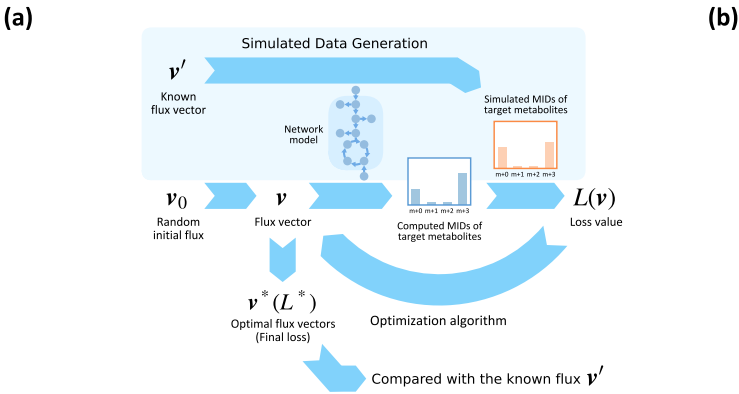 (a)
(b)
Simulated Data Generation
v′
Known
flux vector
Network
model
Simulated MIDs of
target metabolites
m+0 m+1 m+2 m+3
v₀
Random
initial flux
v
Flux vector
m+0 m+1 m+2 m+3
Computed MIDs of
target metabolites
L(v)
Loss value
v*(L*)
Optimal flux vectors
(Final loss)
Optimization algorithm
Compared with the known flux v′